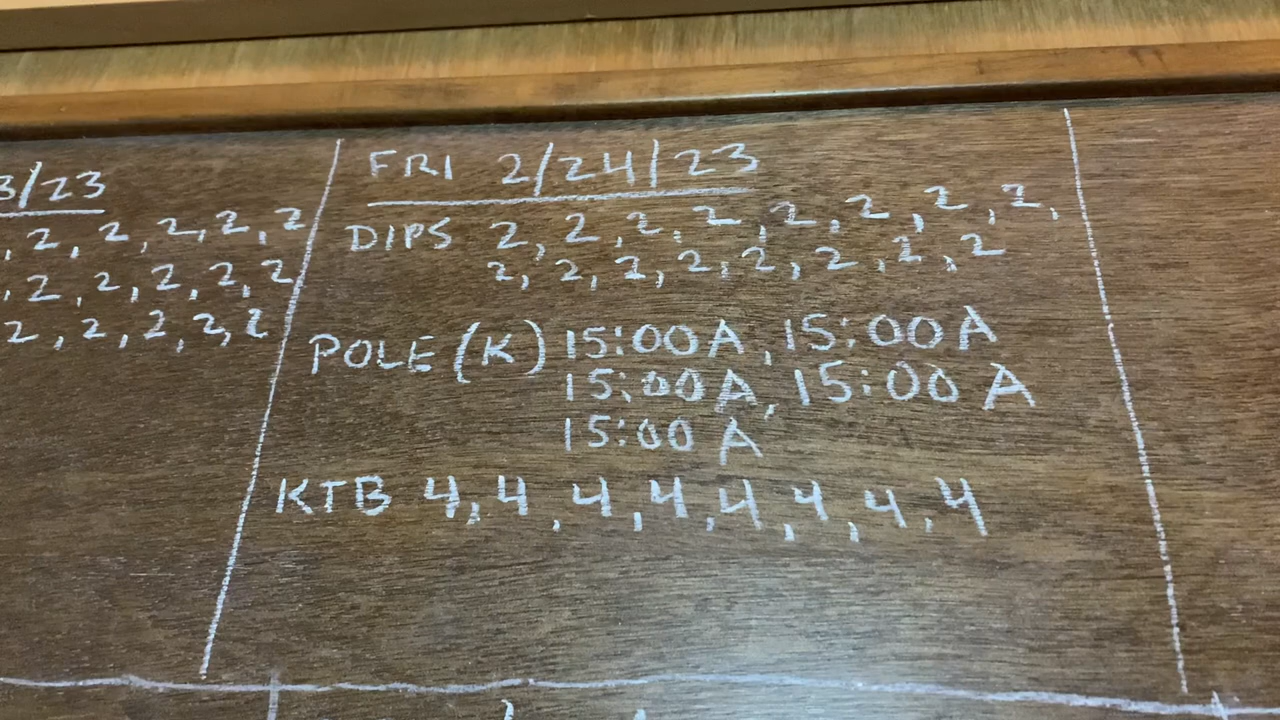 3/23
, 2, 2, 2, 2, 2
, 2, 2, 2, 2, 2
2, 2, 2, 2, 2
FRI 2/24/23
DIPS 2, 2, 2, 2, 2, 2, 2, 2,
2, 2, 2, 2, 2, 2, 2, 2
POLE (K) 15:00 A, 15:00 A
15:00 A, 15:00 A
15:00 A
KTB 4, 4, 4, 4, 4, 4, 4, 4